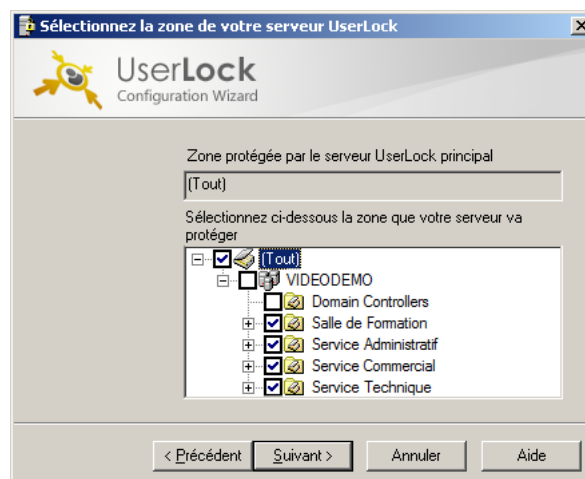 Sélectionnez la zone de votre serveur UserLock
UserLock
Configuration Wizard
Zone protégée par le serveur UserLock principal
(Tout)
Sélectionnez ci-dessous la zone que votre serveur va
protéger
(Tout)
VIDEODEMO
Domain Controllers
Salle de Formation
Service Administratif
Service Commercial
Service Technique
< Précédent
Suivant >
Annuler
Aide